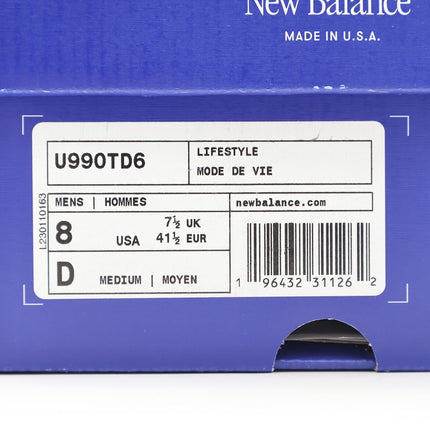 New Balance
MADE IN U.S.A.
U990TD6
LIFESTYLE
MODE DE VIE
L230110163
MENS | HOMMES
newbalance.com
8 USA 7½ UK
41½ EUR
D MEDIUM | MOYEN
1 96432 31126 2